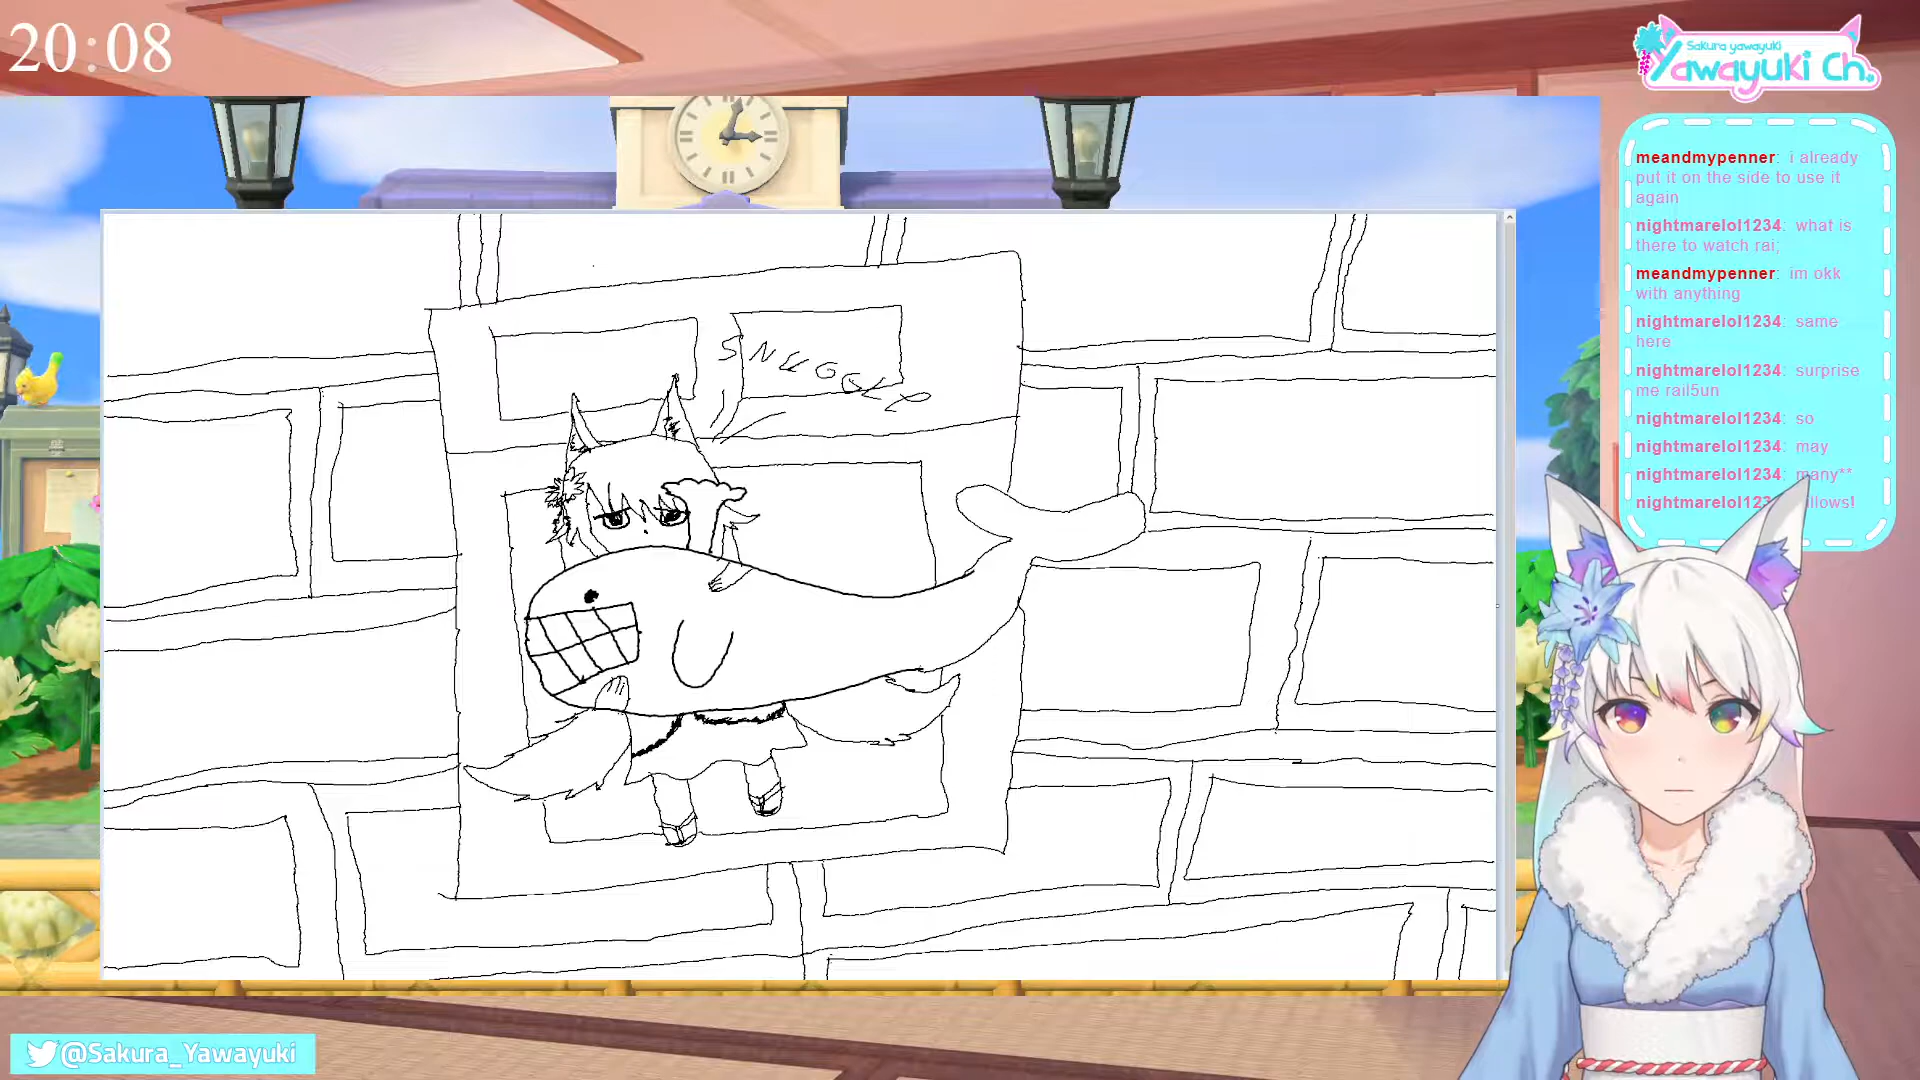 20:08
Sakura yawayuki
Yawayuki Ch.
meandmypenner: i already
put it on the side to use it
again
nightmarelol1234: what is
there to watch rai;
meandmypenner: im okk
with anything
nightmarelol1234: same
here
nightmarelol1234: surprise
me rail5un
nightmarelol1234: so
nightmarelol1234: may
nightmarelol1234: many**
SNUGGLE
@Sakura_Yawayuki